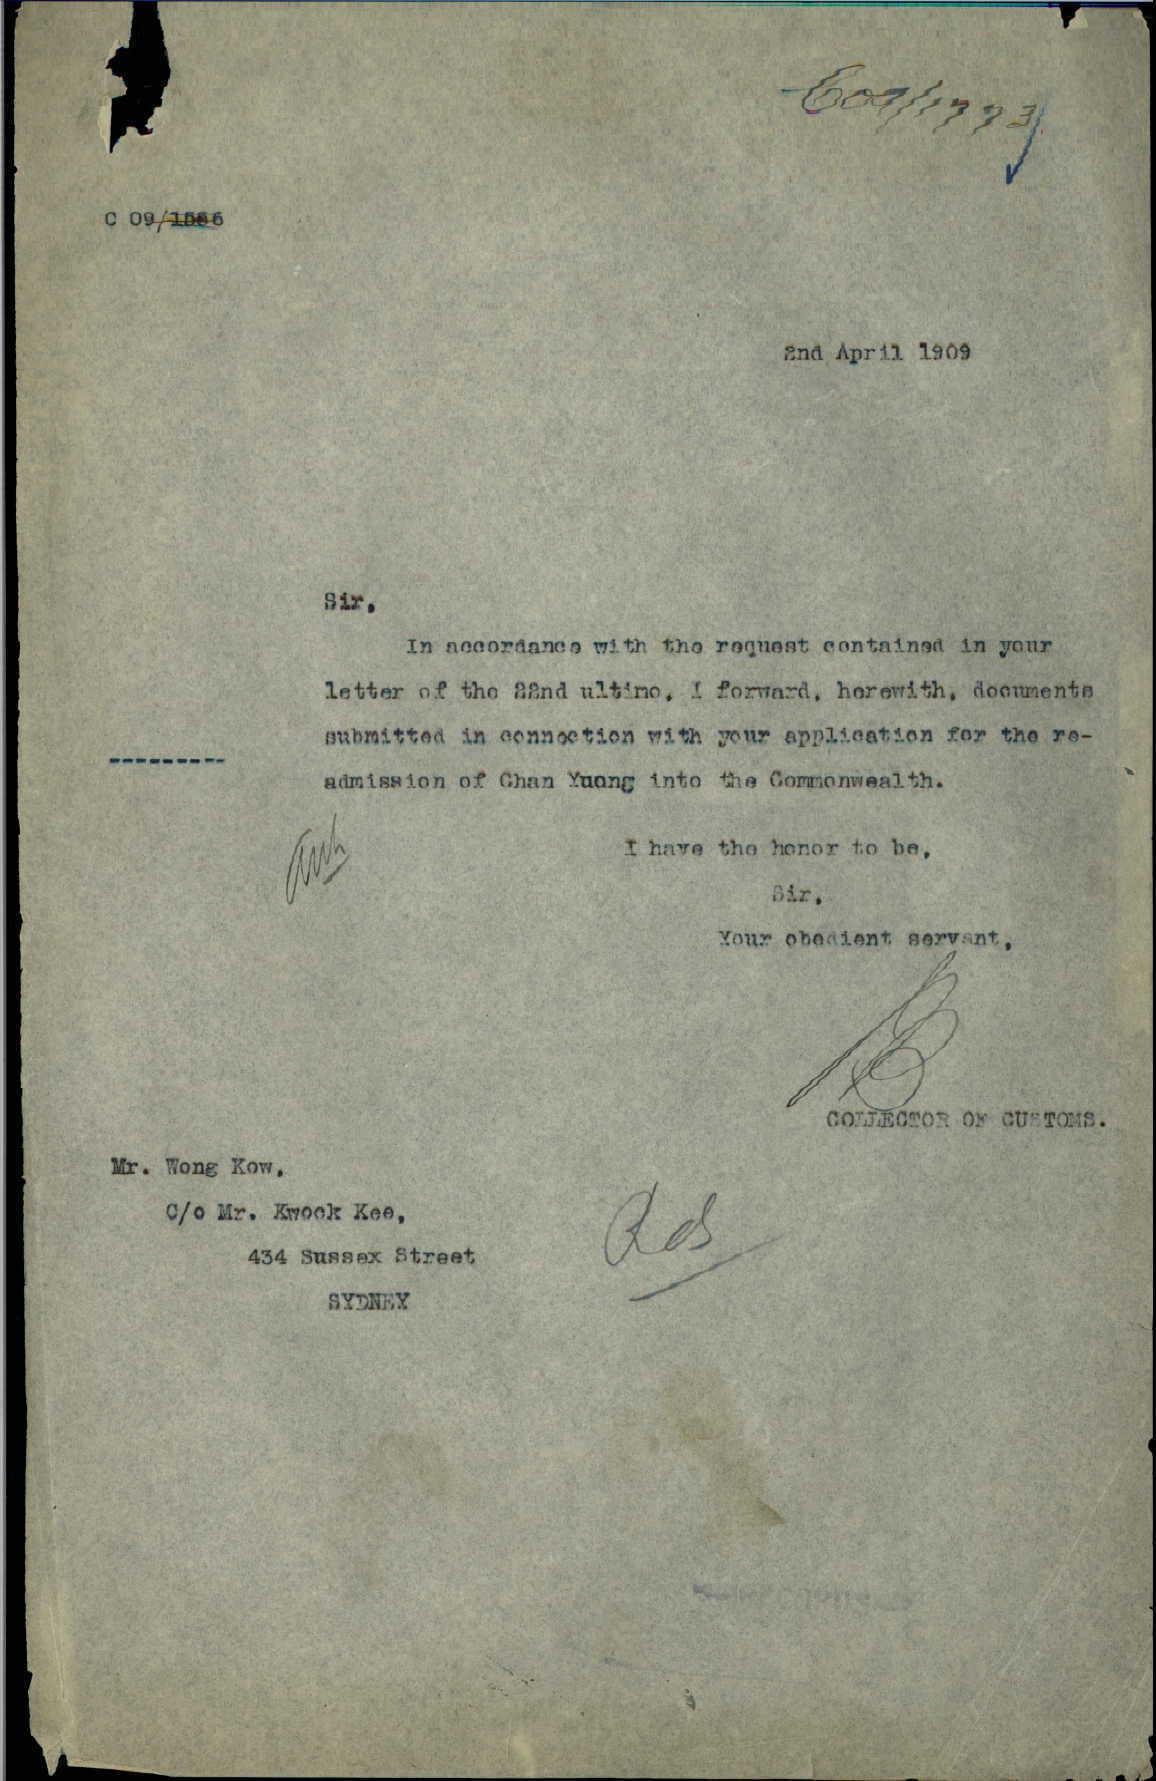 C09/1773
C 09/1586
2nd April 1909
Sir,
In accordance with the request contained in your
letter of the 22nd ultimo, I forward, herewith, documents
submitted in connection with your application for the re-
---------
admission of Chan Yuong into the Commonwealth.
I have the honor to be,
Sir,
Your obedient servant,
COLLECTOR OF CUSTOMS.
Mr. Wong Kow,
C/o Mr. Kwock Kee,
434 Sussex Street
SYDNEY